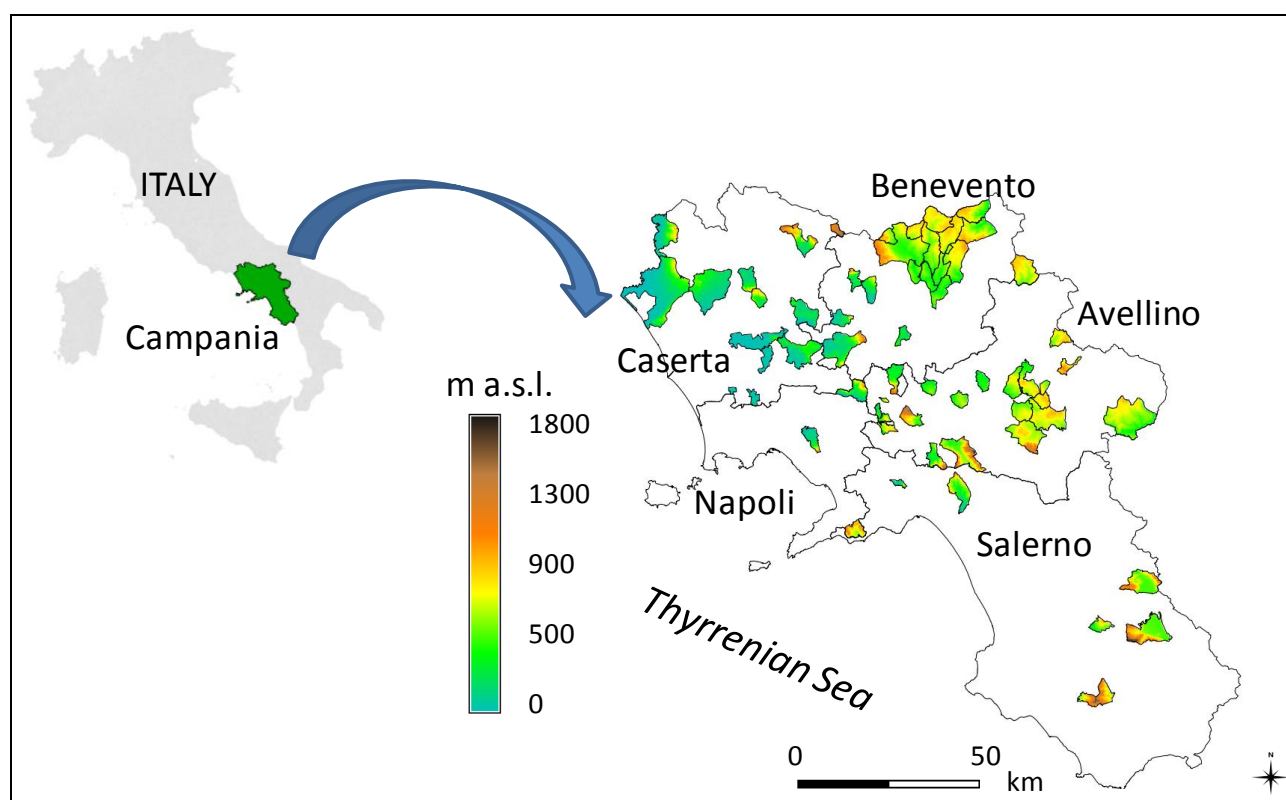 ITALY
Campania
Benevento
Avellino
Caserta
Napoli
Salerno
Thyrrenian Sea
m a.s.l.
1800
1300
900
500
0
0 50
km
N